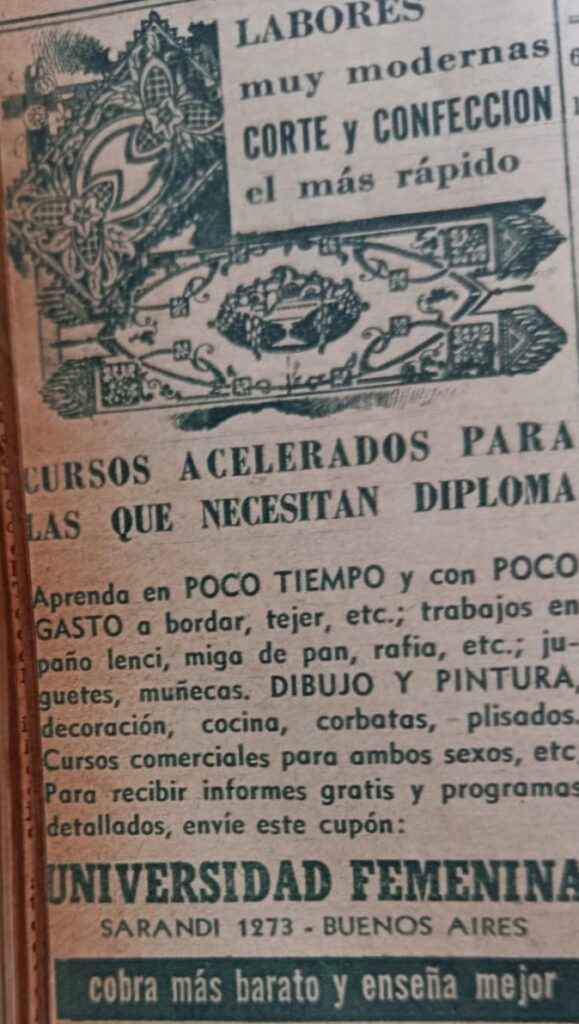 LABORES
muy modernas
CORTE y CONFECCION
el más rápido
CURSOS ACELERADOS PARA
LAS QUE NECESITAN DIPLOMA
Aprenda en POCO TIEMPO y con POCO
GASTO a bordar, tejer, etc.; trabajos en
paño lenci, miga de pan, rafia, etc.; ju-
guetes, muñecas. DIBUJO Y PINTURA,
decoración, cocina, corbatas, plisados.
Cursos comerciales para ambos sexos, etc.
Para recibir informes gratis y programas
detallados, envíe este cupón:
UNIVERSIDAD FEMENINA
SARANDI 1273 - BUENOS AIRES
cobra más barato y enseña mejor